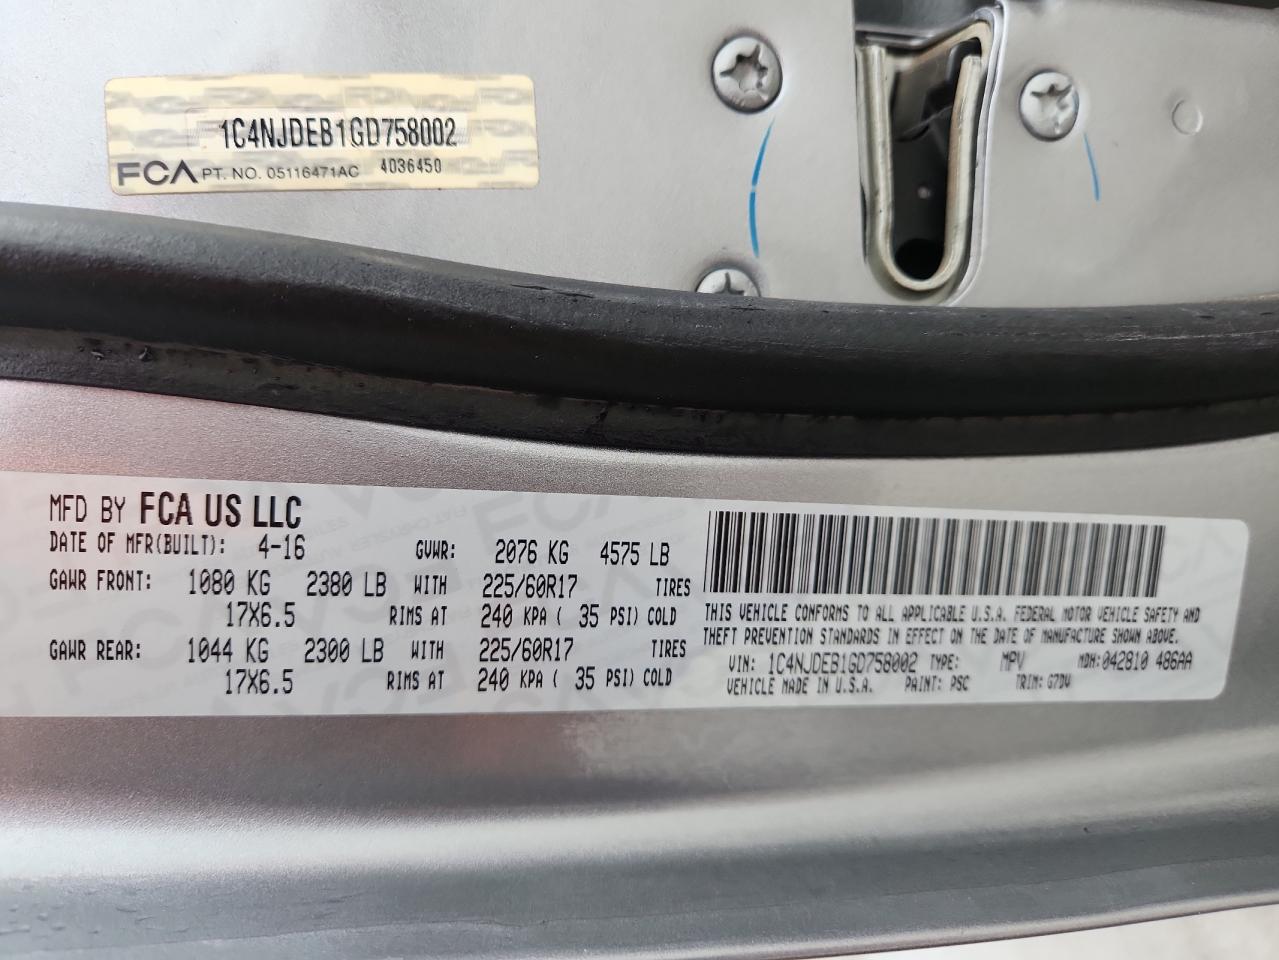 1C4NJDEB1GD758002
FCA PT. NO. 05116471AC 4036450
MFD BY FCA US LLC
DATE OF MFR(BUILT): 4-16 GVWR: 2076 KG 4575 LB
GAWR FRONT: 1080 KG 2380 LB WITH 225/60R17 TIRES
17X6.5 RIMS AT 240 KPA ( 35 PSI) COLD
GAWR REAR: 1044 KG 2300 LB WITH 225/60R17 TIRES
17X6.5 RIMS AT 240 KPA ( 35 PSI) COLD
THIS VEHICLE CONFORMS TO ALL APPLICABLE U.S.A. FEDERAL MOTOR VEHICLE SAFETY AND
THEFT PREVENTION STANDARDS IN EFFECT ON THE DATE OF MANUFACTURE SHOWN ABOVE.
VIN: 1C4NJDEB1GD758002 TYPE: MPV MDH: 042810 486AA
VEHICLE MADE IN U.S.A. PAINT: PSC TRIM: G7DV